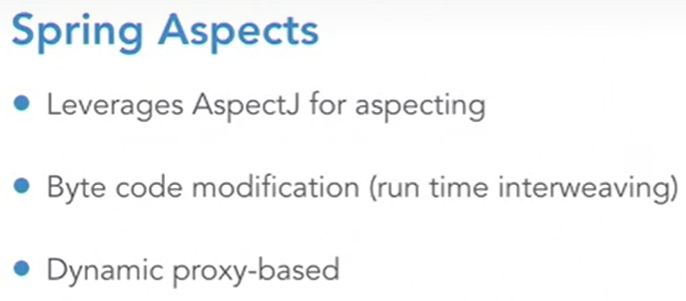 Spring Aspects
• Leverages AspectJ for aspecting
• Byte code modification (run time interweaving)
• Dynamic proxy-based